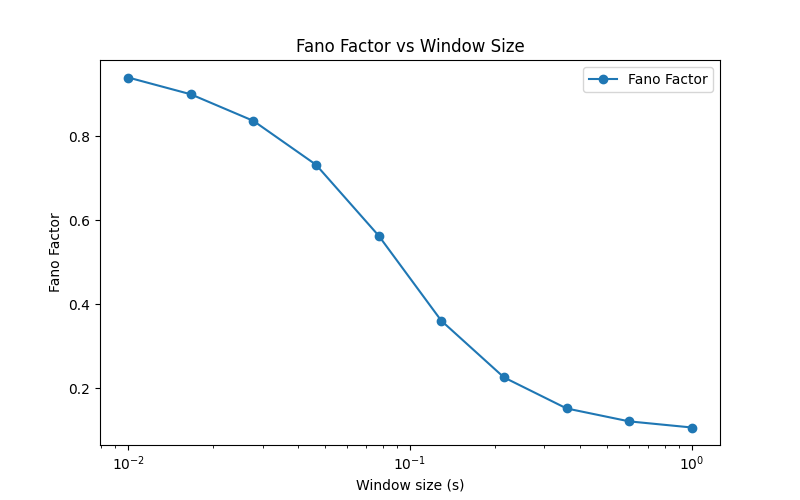 Fano Factor vs Window Size
Fano Factor
0.8
0.6
0.4
0.2
Fano Factor
10⁻²
10⁻¹
10⁰
Window size (s)